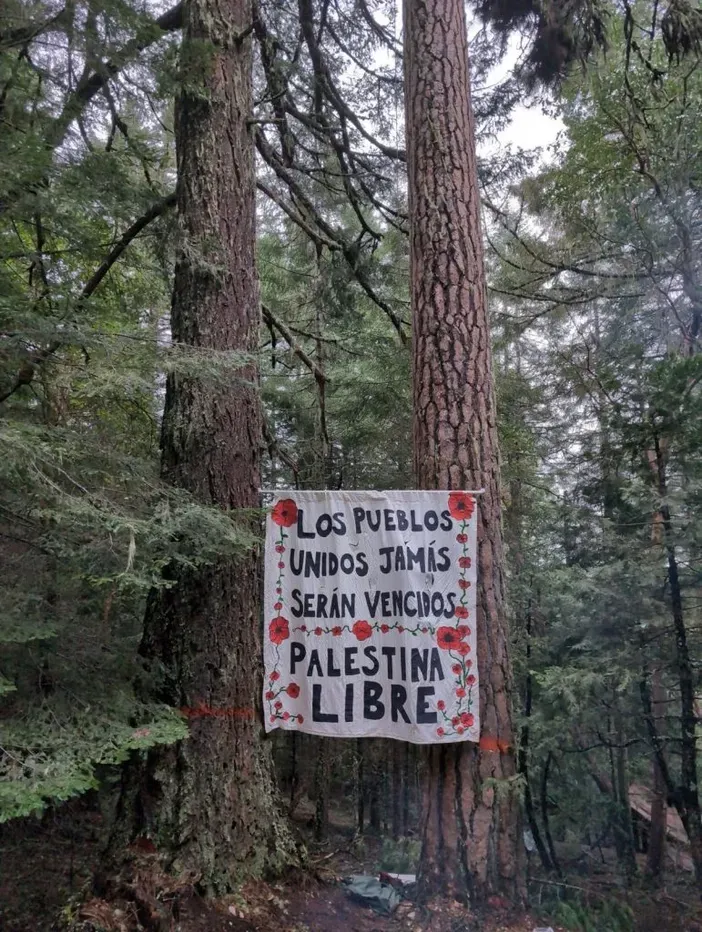 LOS PUEBLOS
UNIDOS JAMÁS
SERÁN VENCIDOS
PALESTINA
LIBRE